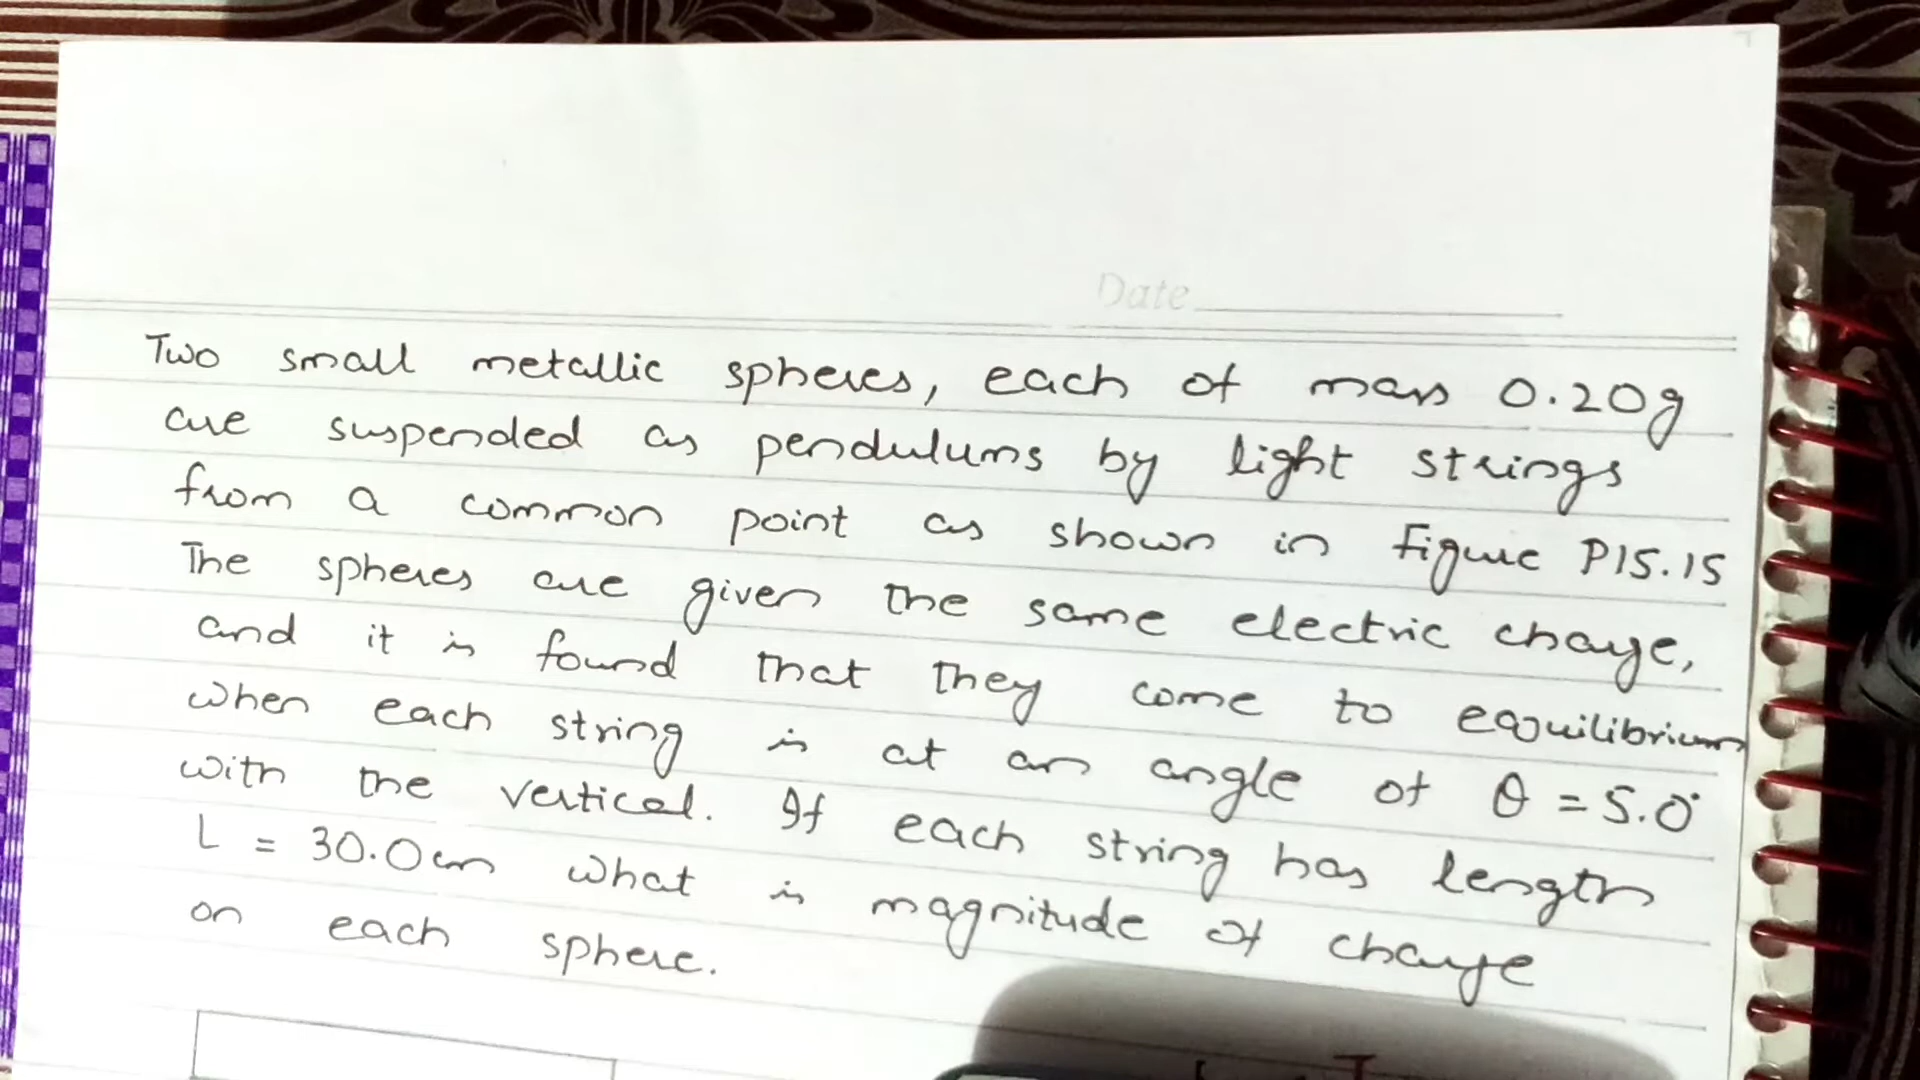 Date
Two small metallic spheres, each of mass 0.20g
are suspended as pendulums by light strings
from a common point as shown in figure P15.15
The spheres are given the same electric charge,
and it is found that they come to equilibrium
when each string is at an angle of θ = 5.0°
with the vertical. If each string has length
L = 30.0cm what is magnitude of charge
on each sphere.